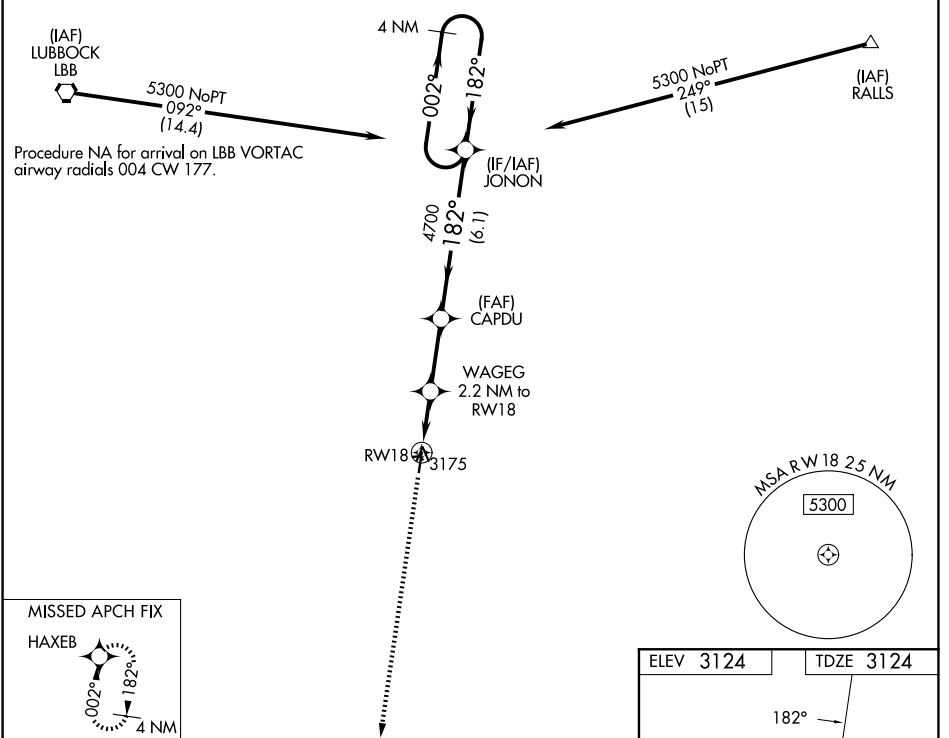 (IAF)
LUBBOCK
LBB
5300 NoPT
092°
(14.4)
Procedure NA for arrival on LBB VORTAC
airway radials 004 CW 177.
4 NM
002°
182°
5300 NoPT
249°
(15)
(IAF)
RALLS
(IF/IAF)
JONON
4700
182°
(6.1)
(FAF)
CAPDU
WAGEG
2.2 NM to
RW18
RW18
3175
MSA RW 18 25 NM
5300
MISSED APCH FIX
HAXEB
002°
182°
4 NM
ELEV 3124
TDZE 3124
182°